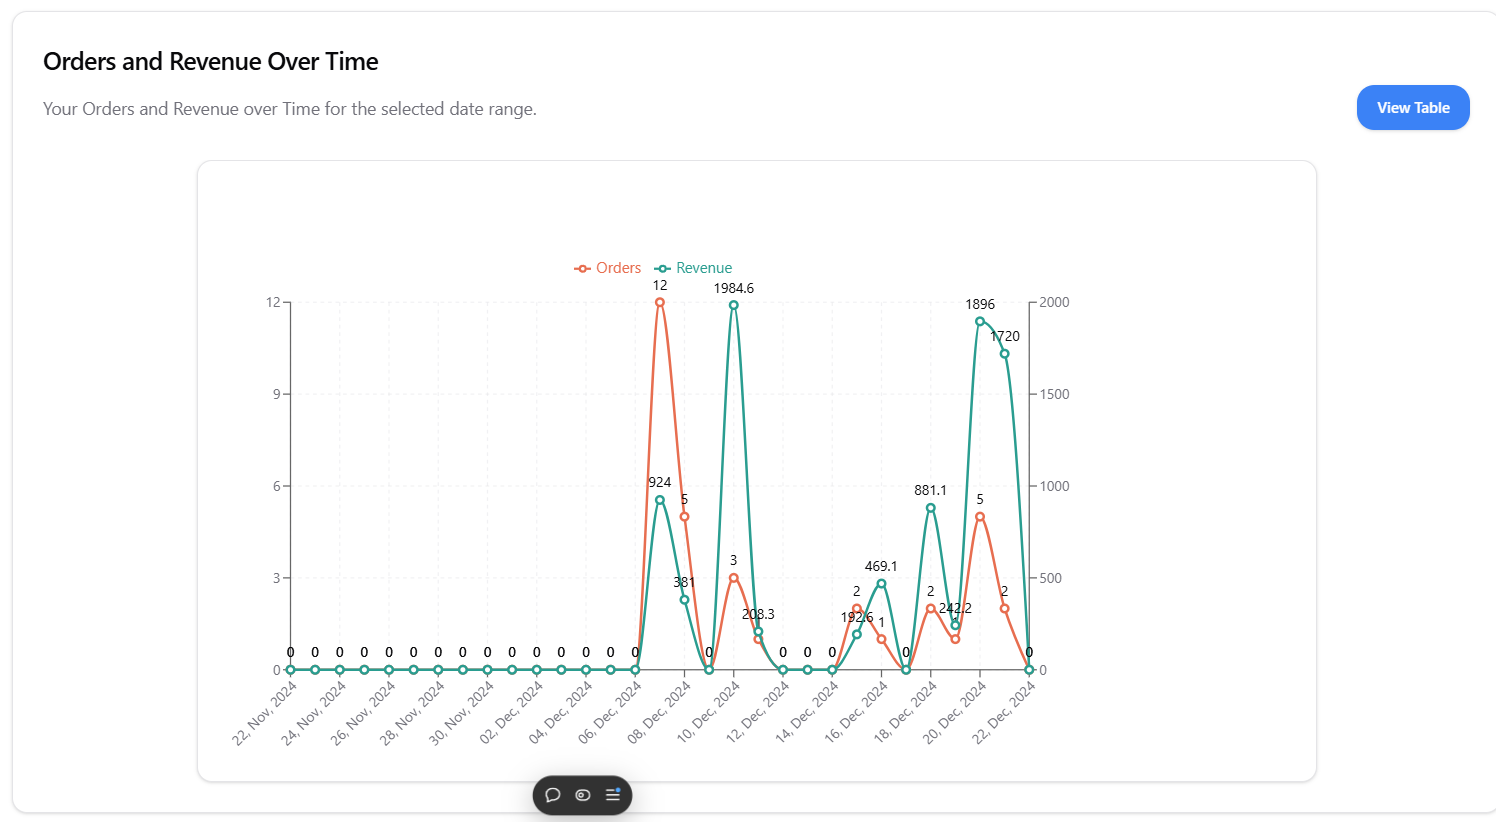 Orders and Revenue Over Time
Your Orders and Revenue over Time for the selected date range.
View Table
Orders Revenue
12 1984.6 1896 1720
924 5 381 3 208.3 192.6 2 469.1 1 881.1 2 242.2 5 2
0 0 0 0 0 0 0 0 0 0 0 0 0 0 0 0 0 0 0 0 0
12 2000
9 1500
6 1000
3 500
0 0
22, Nov, 2024
24, Nov, 2024
26, Nov, 2024
28, Nov, 2024
30, Nov, 2024
02, Dec, 2024
04, Dec, 2024
06, Dec, 2024
08, Dec, 2024
10, Dec, 2024
12, Dec, 2024
14, Dec, 2024
16, Dec, 2024
18, Dec, 2024
20, Dec, 2024
22, Dec, 2024